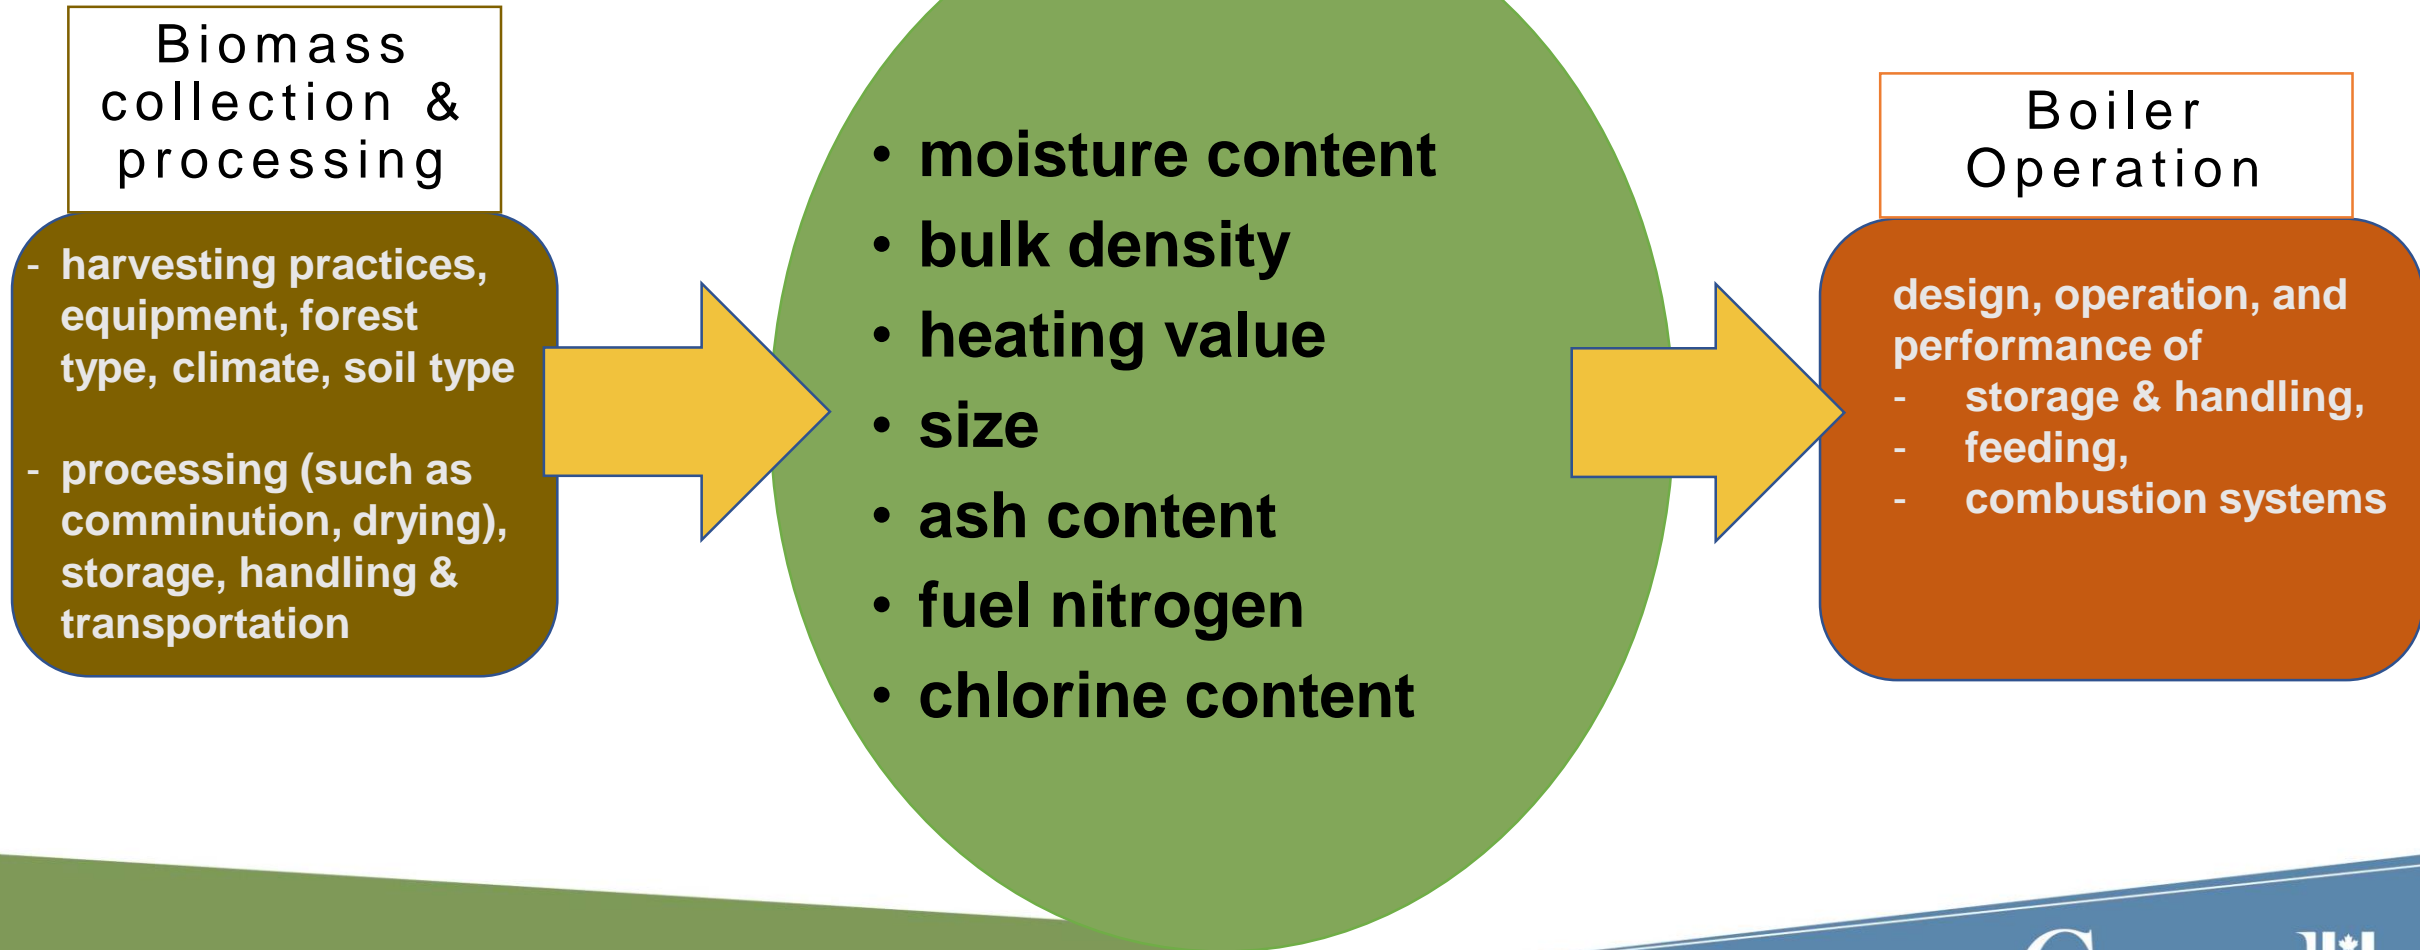 Biomass
collection &
processing
- harvesting practices,
equipment, forest
type, climate, soil type
- processing (such as
comminution, drying),
storage, handling &
transportation
• moisture content
• bulk density
• heating value
• size
• ash content
• fuel nitrogen
• chlorine content
Boiler
Operation
design, operation, and
performance of
- storage & handling,
- feeding,
- combustion systems